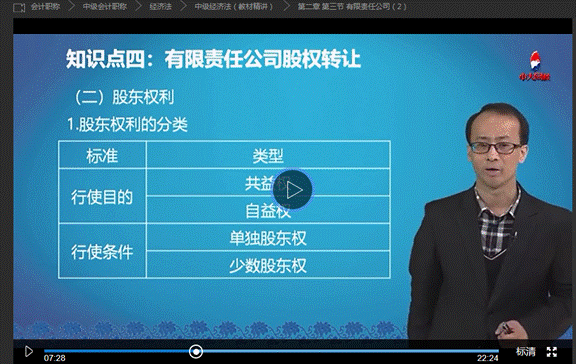 会计职称 中级会计职称 经济法 中级经济法（教材精讲） 第二章 第三节 有限责任公司（2）
知识点四：有限责任公司股权转让
（二）股东权利
1.股东权利的分类
标准 类型
行使目的 共益权
自益权
行使条件 单独股东权
少数股东权
07:28 22:24 标清